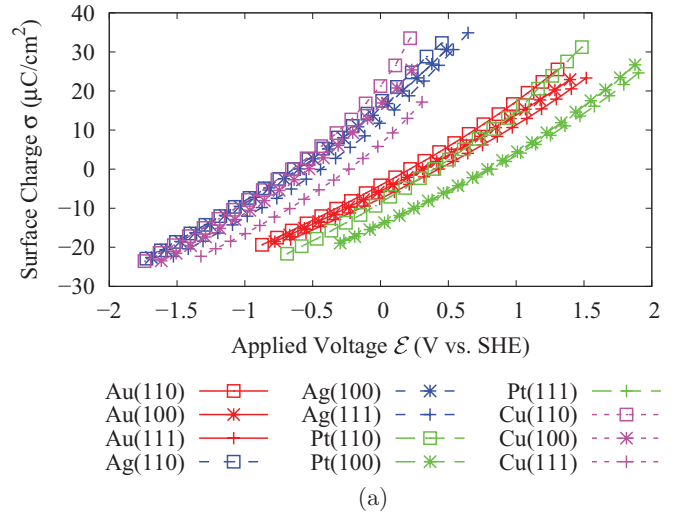 40
30
20
10
0
−10
−20
−30
−2 −1.5 −1 −0.5 0 0.5 1 1.5 2
Surface Charge σ (μC/cm²)
Applied Voltage ℰ (V vs. SHE)
Au(110) Ag(100) Pt(111)
Au(100) Ag(111) Cu(110)
Au(111) Pt(110) Cu(100)
Ag(110) Pt(100) Cu(111)
(a)